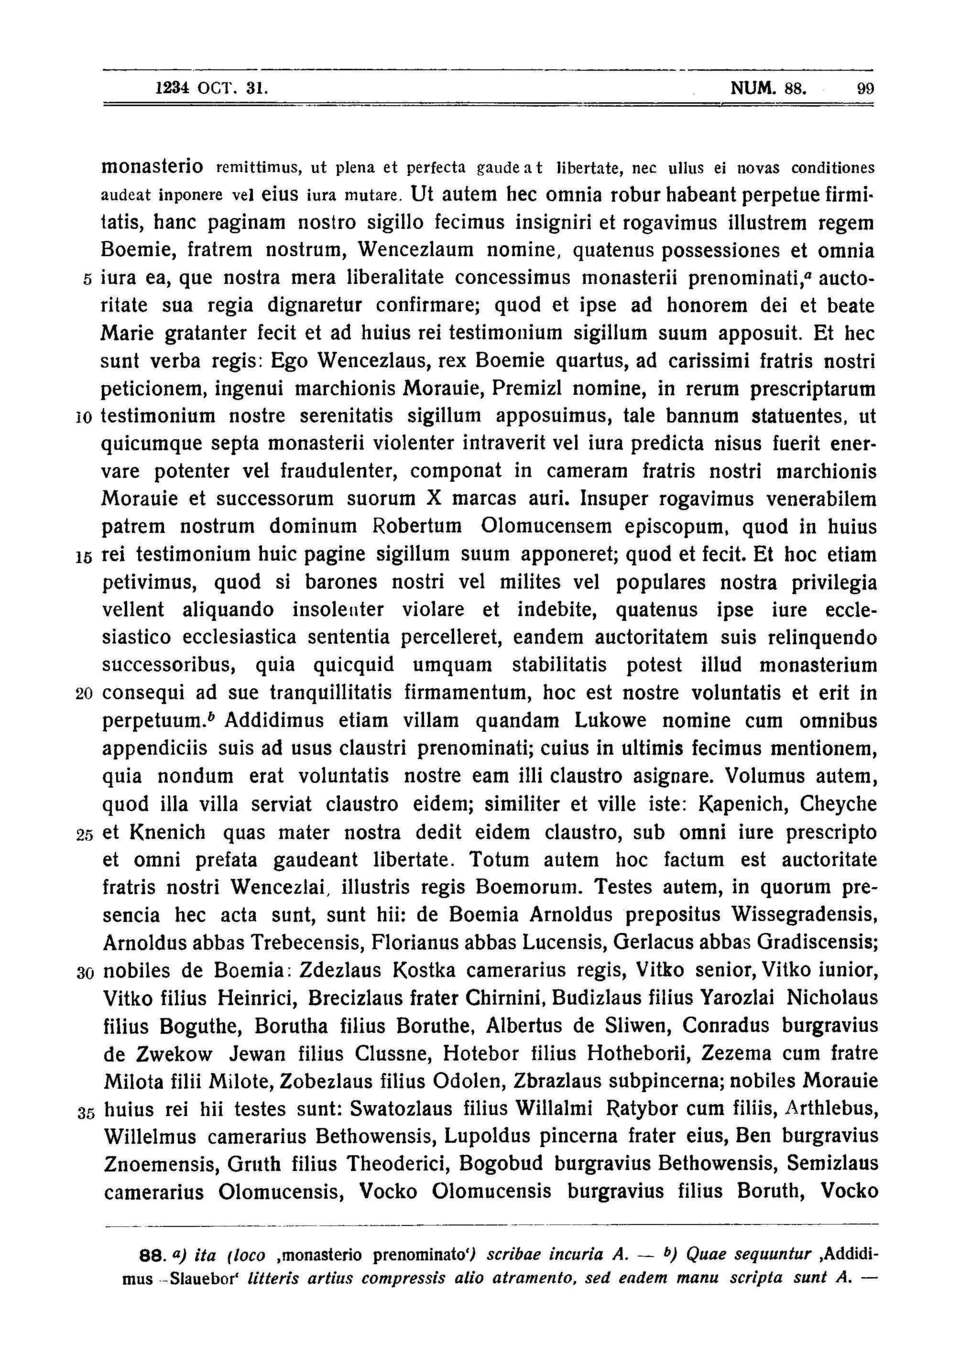 1234 OCT. 31. NUM. 88. 99
monasterio remittimus, ut plena et perfecta gaudeat libertate, nec ullus ei novas conditiones
audeat inponere vel eius iura mutare. Ut autem hec omnia robur habeant perpetue firmi-
tatis, hanc paginam nostro sigillo fecimus insigniri et rogavimus illustrem regem
Boemie, fratrem nostrum, Wencezlaum nomine, quatenus possessiones et omnia
5 iura ea, que nostra mera liberalitate concessimus monasterii prenominati,a aucto-
ritate sua regia dignaretur confirmare; quod et ipse ad honorem dei et beate
Marie gratanter fecit et ad huius rei testimonium sigillum suum apposuit. Et hec
sunt verba regis: Ego Wencezlaus, rex Boemie quartus, ad carissimi fratris nostri
peticionem, ingenui marchionis Morauie, Premizl nomine, in rerum prescriptarum
10 testimonium nostre serenitatis sigillum apposuimus, tale bannum statuentes, ut
quicumque septa monasterii violenter intraverit vel iura predicta nisus fuerit ener-
vare potenter vel fraudulenter, componat in cameram fratris nostri marchionis
Morauie et successorum suorum X marcas auri. Insuper rogavimus venerabilem
patrem nostrum dominum Robertum Olomucensem episcopum, quod in huius
15 rei testimonium huic pagine sigillum suum apponeret; quod et fecit. Et hoc etiam
petivimus, quod si barones nostri vel milites vel populares nostra privilegia
vellent aliquando insolenter violare et indebite, quatenus ipse iure eccle-
siastico ecclesiastica sententia percelleret, eandem auctoritatem suis relinquendo
successoribus, quia quicquid umquam stabilitatis potest illud monasterium
20 consequi ad sue tranquillitatis firmamentum, hoc est nostre voluntatis et erit in
perpetuum.b Addidimus etiam villam quandam Lukowe nomine cum omnibus
appendiciis suis ad usus claustri prenominati; cuius in ultimis fecimus mentionem,
quia nondum erat voluntatis nostre eam illi claustro asignare. Volumus autem,
quod illa villa serviat claustro eidem; similiter et ville iste: Kapenich, Cheyche
25 et Knenich quas mater nostra dedit eidem claustro, sub omni iure prescripto
et omni prefata gaudeant libertate. Totum autem hoc factum est auctoritate
fratris nostri Wencezlai, illustris regis Boemorum. Testes autem, in quorum pre-
sencia hec acta sunt, sunt hii: de Boemia Arnoldus prepositus Wissegradensis,
Arnoldus abbas Trebecensis, Florianus abbas Lucensis, Gerlacus abbas Gradiscensis;
30 nobiles de Boemia: Zdezlaus Kostka camerarius regis, Vitko senior, Vitko iunior,
Vitko filius Heinrici, Brecizlaus frater Chirnini, Budizlaus filius Yarozlai Nicholaus
filius Boguthe, Borutha filius Boruthe, Albertus de Sliwen, Conradus burgravius
de Zwekow Jewan filius Clussne, Hotebor filius Hotheborii, Zezema cum fratre
Milota filii Milote, Zobezlaus filius Odolen, Zbrazlaus subpincerna; nobiles Morauie
35 huius rei hii testes sunt: Swatozlaus filius Willalmi Ratybor cum filiis, Arthlebus,
Willelmus camerarius Bethowensis, Lupoldus pincerna frater eius, Ben burgravius
Znoemensis, Gruth filius Theoderici, Bogobud burgravius Bethowensis, Semizlaus
camerarius Olomucensis, Vocko Olomucensis burgravius filius Boruth, Vocko
88. a) ita (loco ‚monasterio prenominato‘) scribae incuria A. — b) Quae sequuntur ‚Addidi-
mus - Slauebor‘ litteris artius compressis alio atramento, sed eadem manu scripta sunt A. —